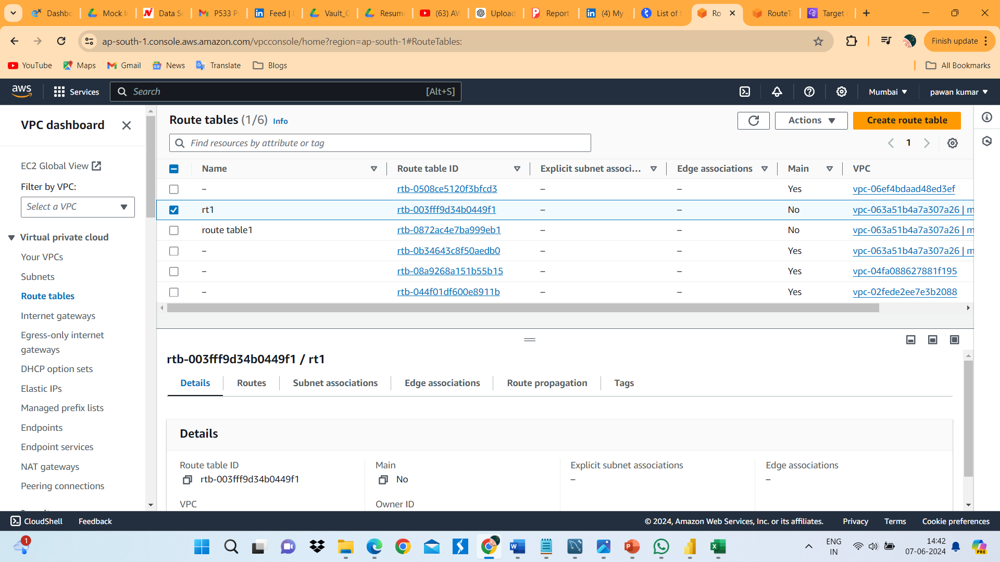 Dashbo
Mock I
Data Sc
P533 P
Feed | L
Vault_G
Resum
(63) AW
Upload
Report
(4) My
List of t
Ro
RouteT
Target
ap-south-1.console.aws.amazon.com/vpcconsole/home?region=ap-south-1#RouteTables:
Finish update
YouTube Maps Gmail News Translate Blogs All Bookmarks
aws Services Search [Alt+S] Mumbai pawan kumar
VPC dashboard
EC2 Global View
Filter by VPC:
Select a VPC
Virtual private cloud
Your VPCs
Subnets
Route tables
Internet gateways
Egress-only internet
gateways
DHCP option sets
Elastic IPs
Managed prefix lists
Endpoints
Endpoint services
NAT gateways
Peering connections
Route tables (1/6) Info
Actions
Create route table
Find resources by attribute or tag
1
Name Route table ID Explicit subnet associ... Edge associations Main VPC
– rtb-0508ce5120f3bfcd3 – – Yes vpc-06ef4bdaad48ed3ef
rt1 rtb-003fff9d34b0449f1 – – No vpc-063a51b4a7a307a26 | m
route table1 rtb-0872ac4e7ba999eb1 – – No vpc-063a51b4a7a307a26 | m
– rtb-0b34643c8f50aedb0 – – Yes vpc-063a51b4a7a307a26 | m
– rtb-08a9268a151b55b15 – – Yes vpc-04fa088627881f195
– rtb-044f01df600e8911b – – Yes vpc-02fede2ee7e3b2088
rtb-003fff9d34b0449f1 / rt1
Details Routes Subnet associations Edge associations Route propagation Tags
Details
Route table ID
rtb-003fff9d34b0449f1
Main
No
Explicit subnet associations
–
Edge associations
–
VPC
Owner ID
CloudShell Feedback © 2024, Amazon Web Services, Inc. or its affiliates. Privacy Terms Cookie preferences
1
ENG
IN
14:42
07-06-2024
PRE